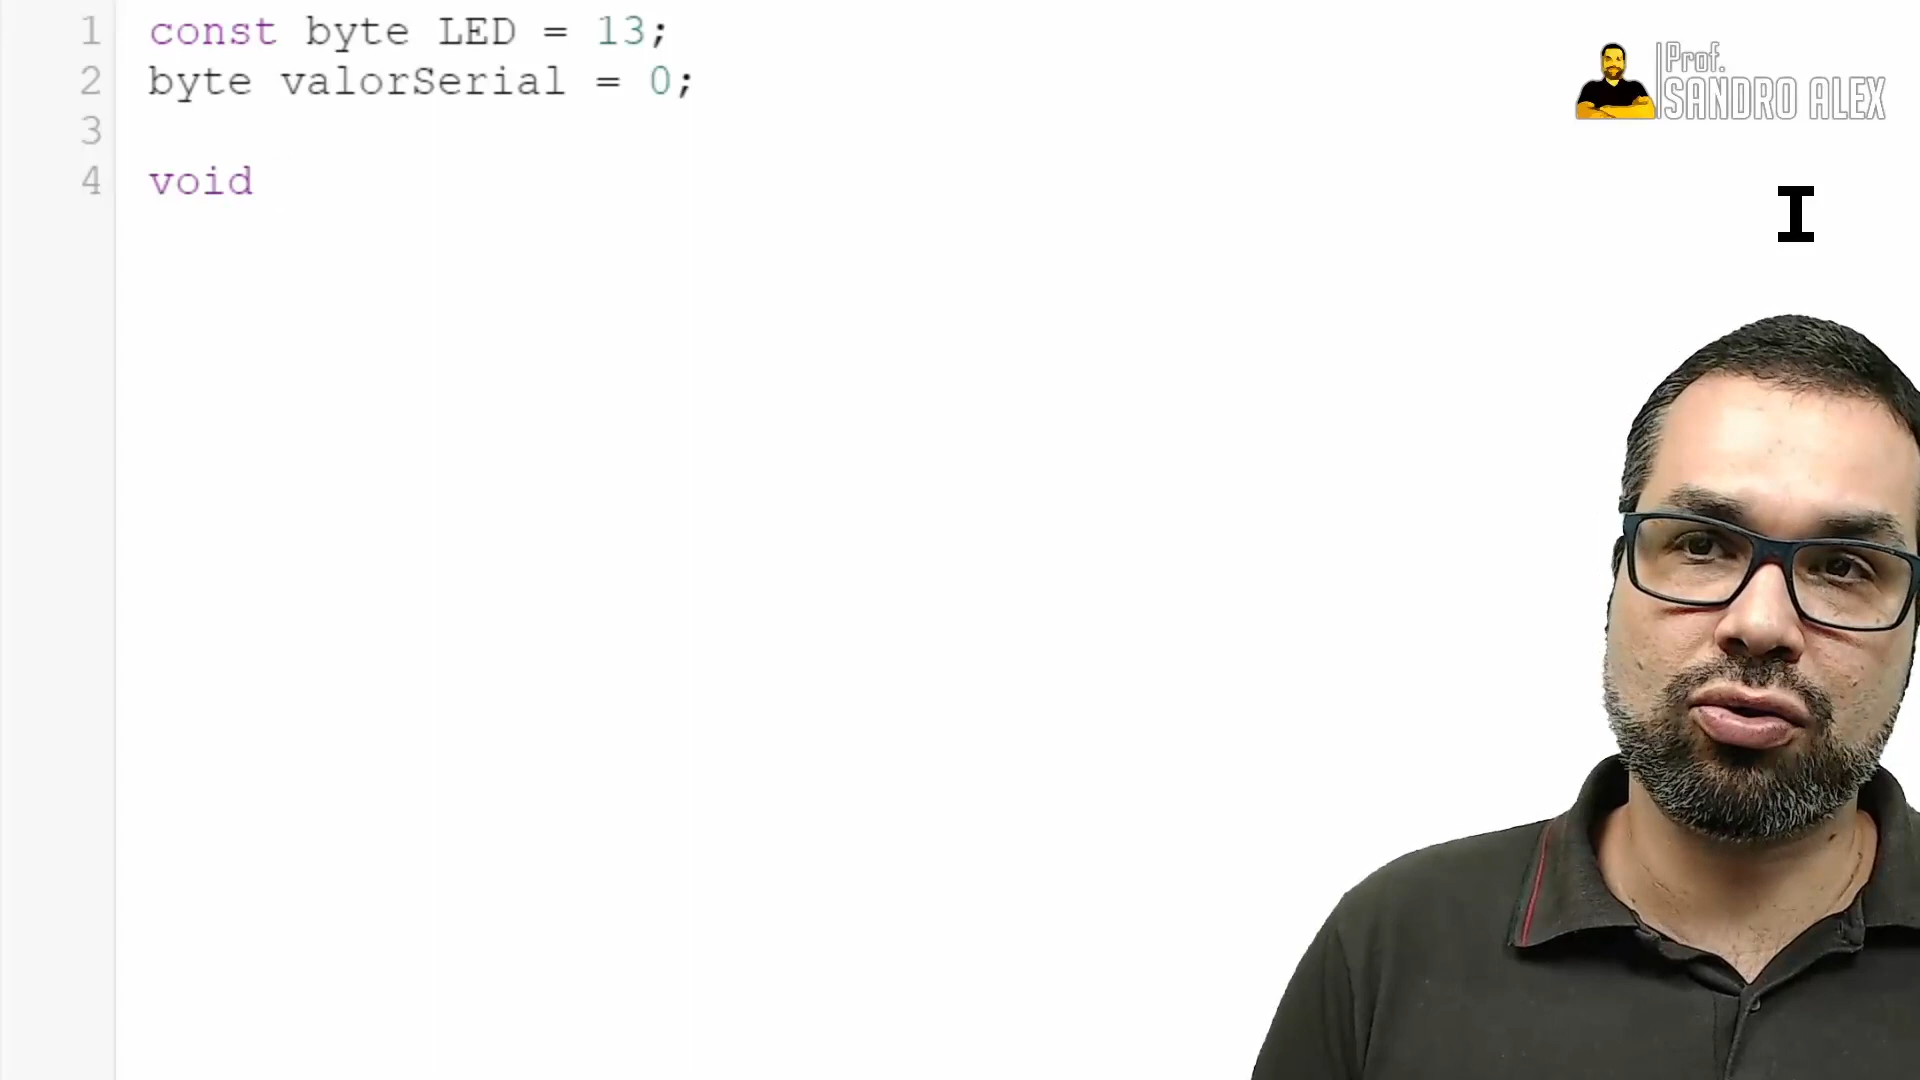 1 const byte LED = 13;
2 byte valorSerial = 0;
3
4 void
Prof.
SANDRO ALEX